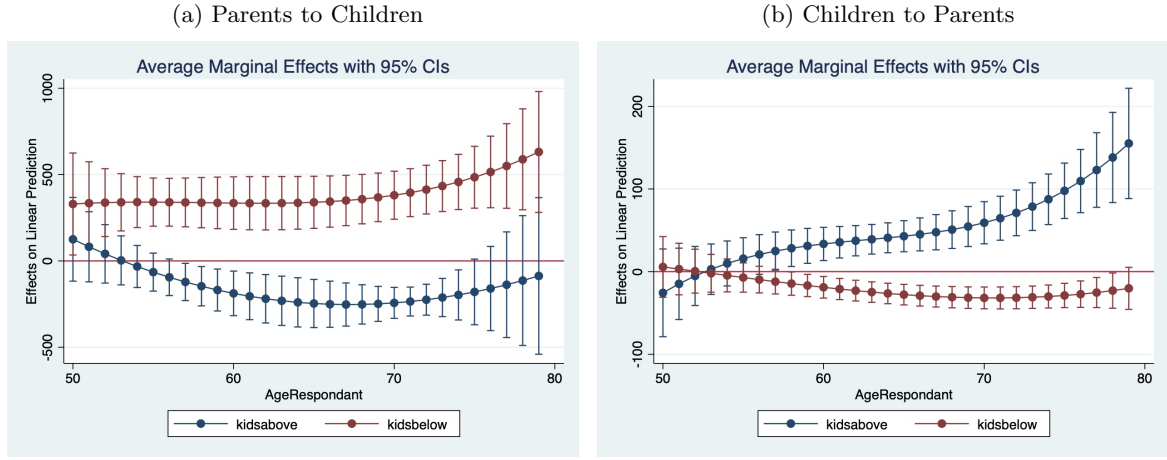 (a) Parents to Children
Average Marginal Effects with 95% CIs
Effects on Linear Prediction
1000
500
0
-500
50
60
70
80
AgeRespondant
kidsabove
kidsbelow
(b) Children to Parents
Average Marginal Effects with 95% CIs
Effects on Linear Prediction
200
100
0
-100
50
60
70
80
AgeRespondant
kidsabove
kidsbelow